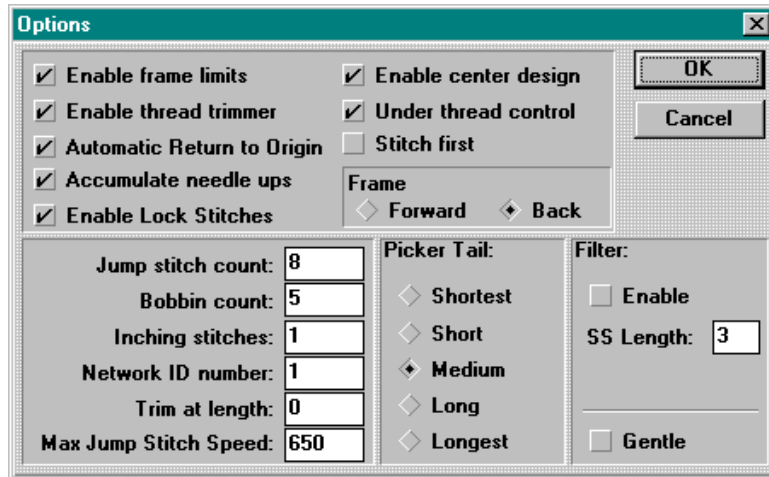 Options
Enable frame limits
Enable thread trimmer
Automatic Return to Origin
Accumulate needle ups
Enable Lock Stitches
Enable center design
Under thread control
Stitch first
Frame
Forward Back
OK
Cancel
Jump stitch count: 8
Bobbin count: 5
Inching stitches: 1
Network ID number: 1
Trim at length: 0
Max Jump Stitch Speed: 650
Picker Tail:
Shortest
Short
Medium
Long
Longest
Filter:
Enable
SS Length: 3
Gentle